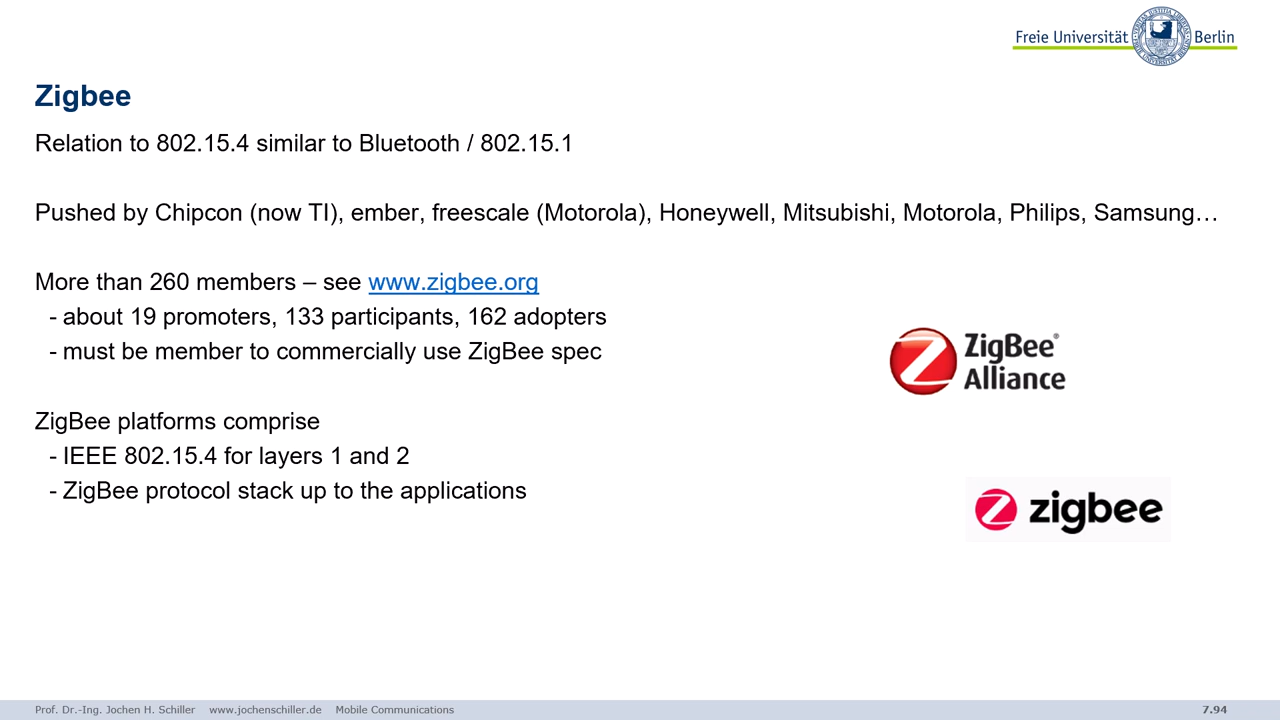 Freie Universität Berlin
Zigbee
Relation to 802.15.4 similar to Bluetooth / 802.15.1
Pushed by Chipcon (now TI), ember, freescale (Motorola), Honeywell, Mitsubishi, Motorola, Philips, Samsung…
More than 260 members – see www.zigbee.org
- about 19 promoters, 133 participants, 162 adopters
- must be member to commercially use ZigBee spec
ZigBee®
Alliance
ZigBee platforms comprise
- IEEE 802.15.4 for layers 1 and 2
- ZigBee protocol stack up to the applications
zigbee
Prof. Dr.-Ing. Jochen H. Schiller www.jochenschiller.de Mobile Communications 7.94